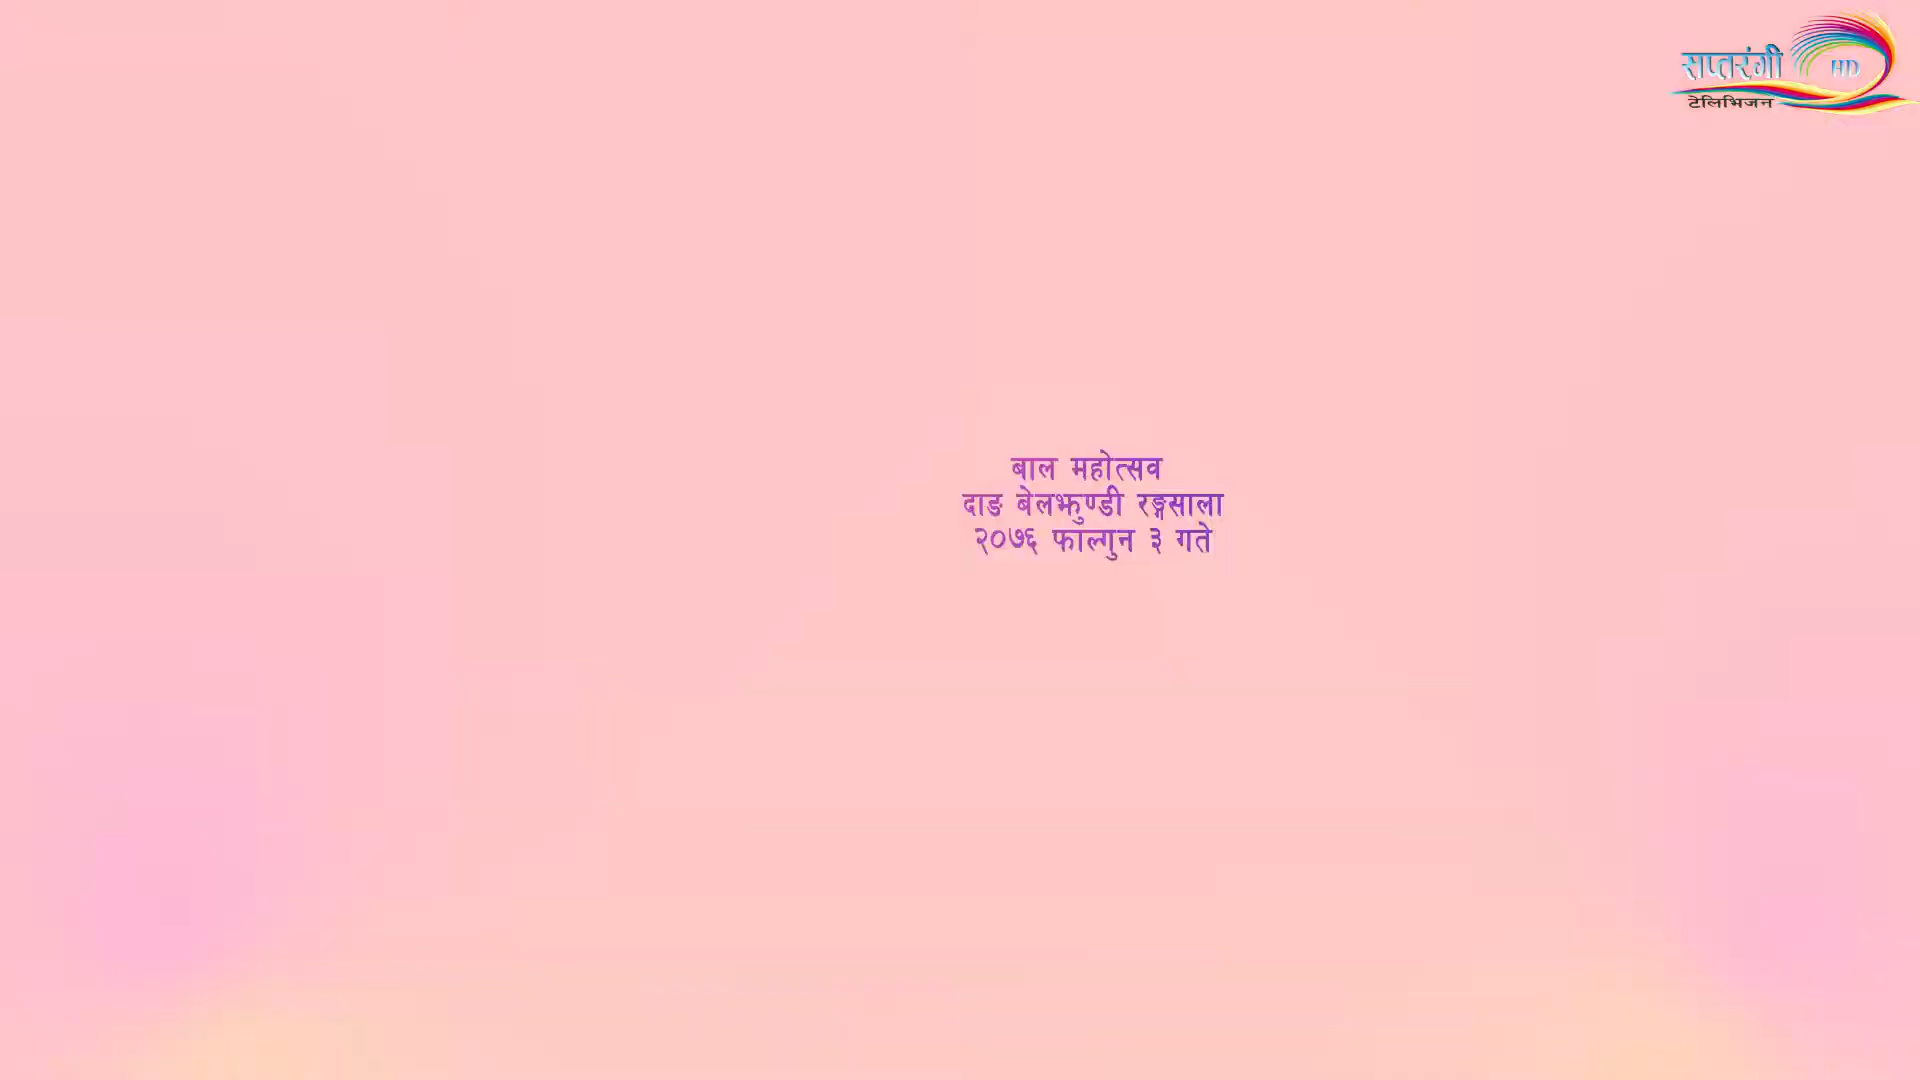 सप्तरंगी HD
टेलिभिजन
बाल महोत्सव
दाङ बेलझुण्डी रङ्गसाला
२०७६ फाल्गुन ३ गते